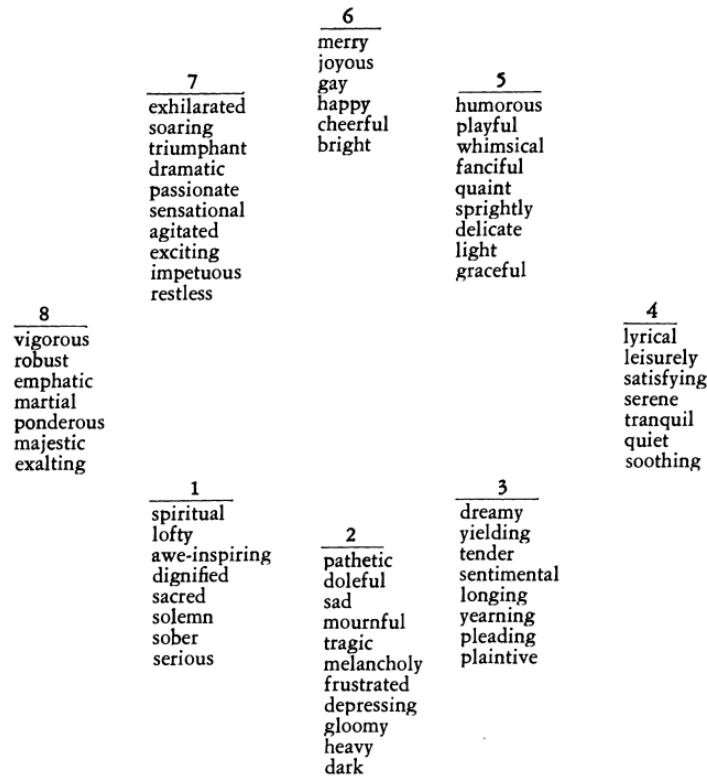 6
merry
joyous
gay
happy
cheerful
bright
7
exhilarated
soaring
triumphant
dramatic
passionate
sensational
agitated
exciting
impetuous
restless
5
humorous
playful
whimsical
fanciful
quaint
sprightly
delicate
light
graceful
8
vigorous
robust
emphatic
martial
ponderous
majestic
exalting
4
lyrical
leisurely
satisfying
serene
tranquil
quiet
soothing
1
spiritual
lofty
awe-inspiring
dignified
sacred
solemn
sober
serious
2
pathetic
doleful
sad
mournful
tragic
melancholy
frustrated
depressing
gloomy
heavy
dark
3
dreamy
yielding
tender
sentimental
longing
yearning
pleading
plaintive